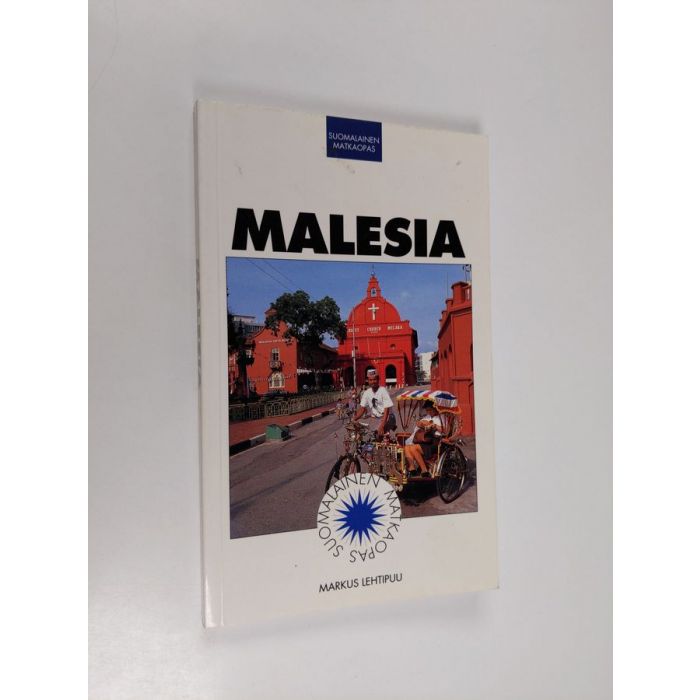 SUOMALAINEN
MATKAOPAS
MALESIA
CHRIST CHURCH MELAKA
SUOMALAINEN MATKAOPAS
MARKUS LEHTIPUU